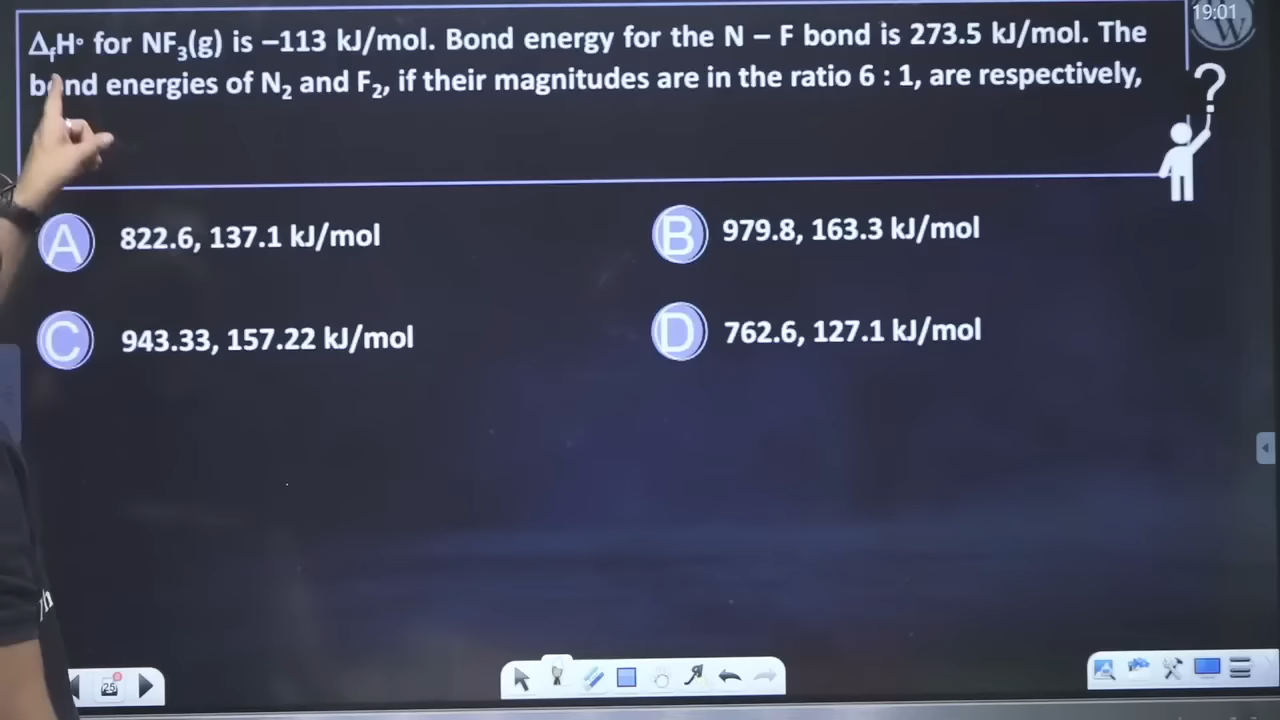 19:01
W
Δ_fH° for NF₃(g) is –113 kJ/mol. Bond energy for the N – F bond is 273.5 kJ/mol. The
bond energies of N₂ and F₂, if their magnitudes are in the ratio 6 : 1, are respectively,
?
A 822.6, 137.1 kJ/mol
B 979.8, 163.3 kJ/mol
C 943.33, 157.22 kJ/mol
D 762.6, 127.1 kJ/mol
25